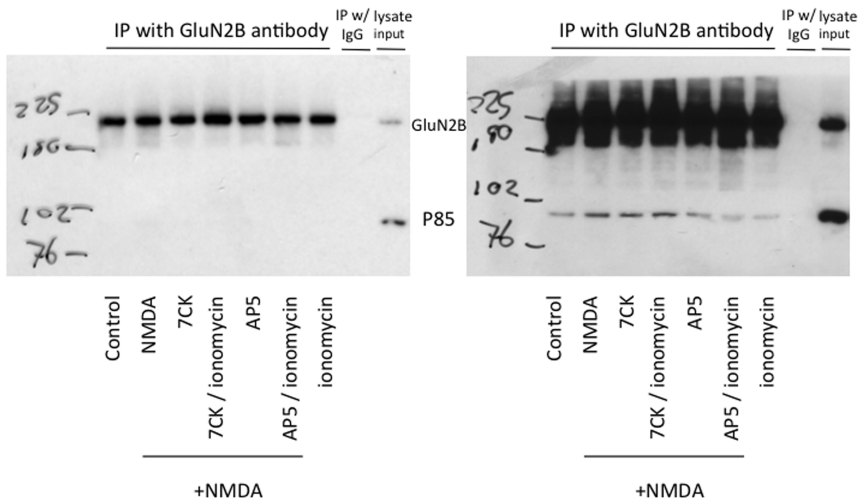 IP with GluN2B antibody
IP w/
IgG
lysate
input
IP with GluN2B antibody
IP w/
IgG
lysate
input
225
180
102
76
GluN2B
P85
225
180
102
76
Control
NMDA
7CK
7CK / ionomycin
AP5
AP5 / ionomycin
ionomycin
+NMDA
Control
NMDA
7CK
7CK / ionomycin
AP5
AP5 / ionomycin
ionomycin
+NMDA